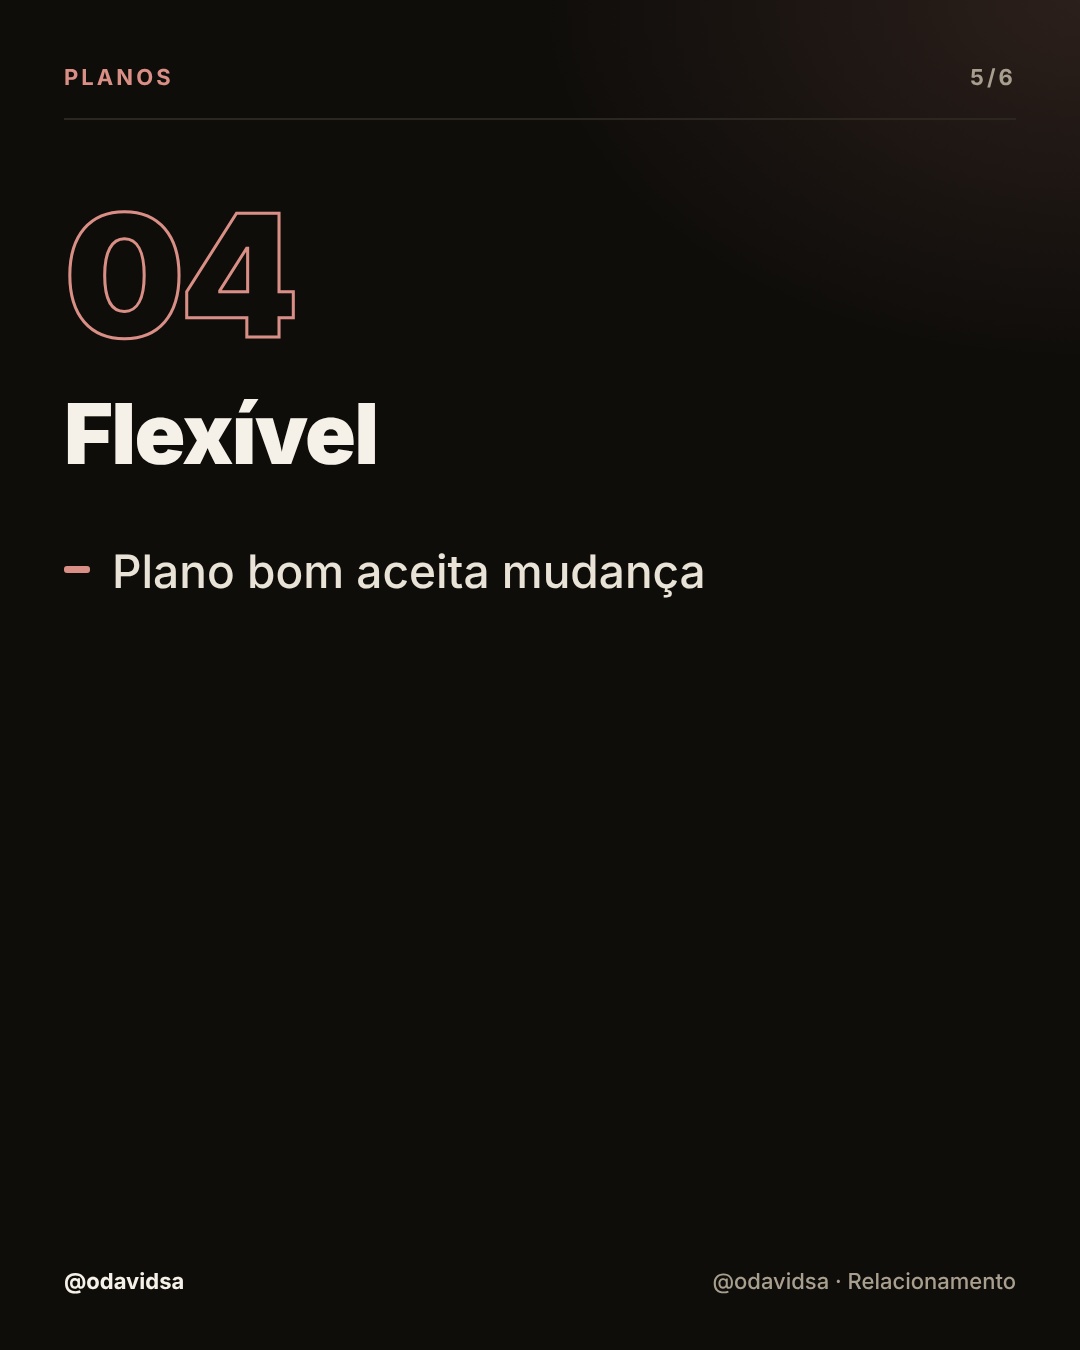 PLANOS
5/6
04
Flexível
Plano bom aceita mudança
@odavidsa
@odavidsa · Relacionamento